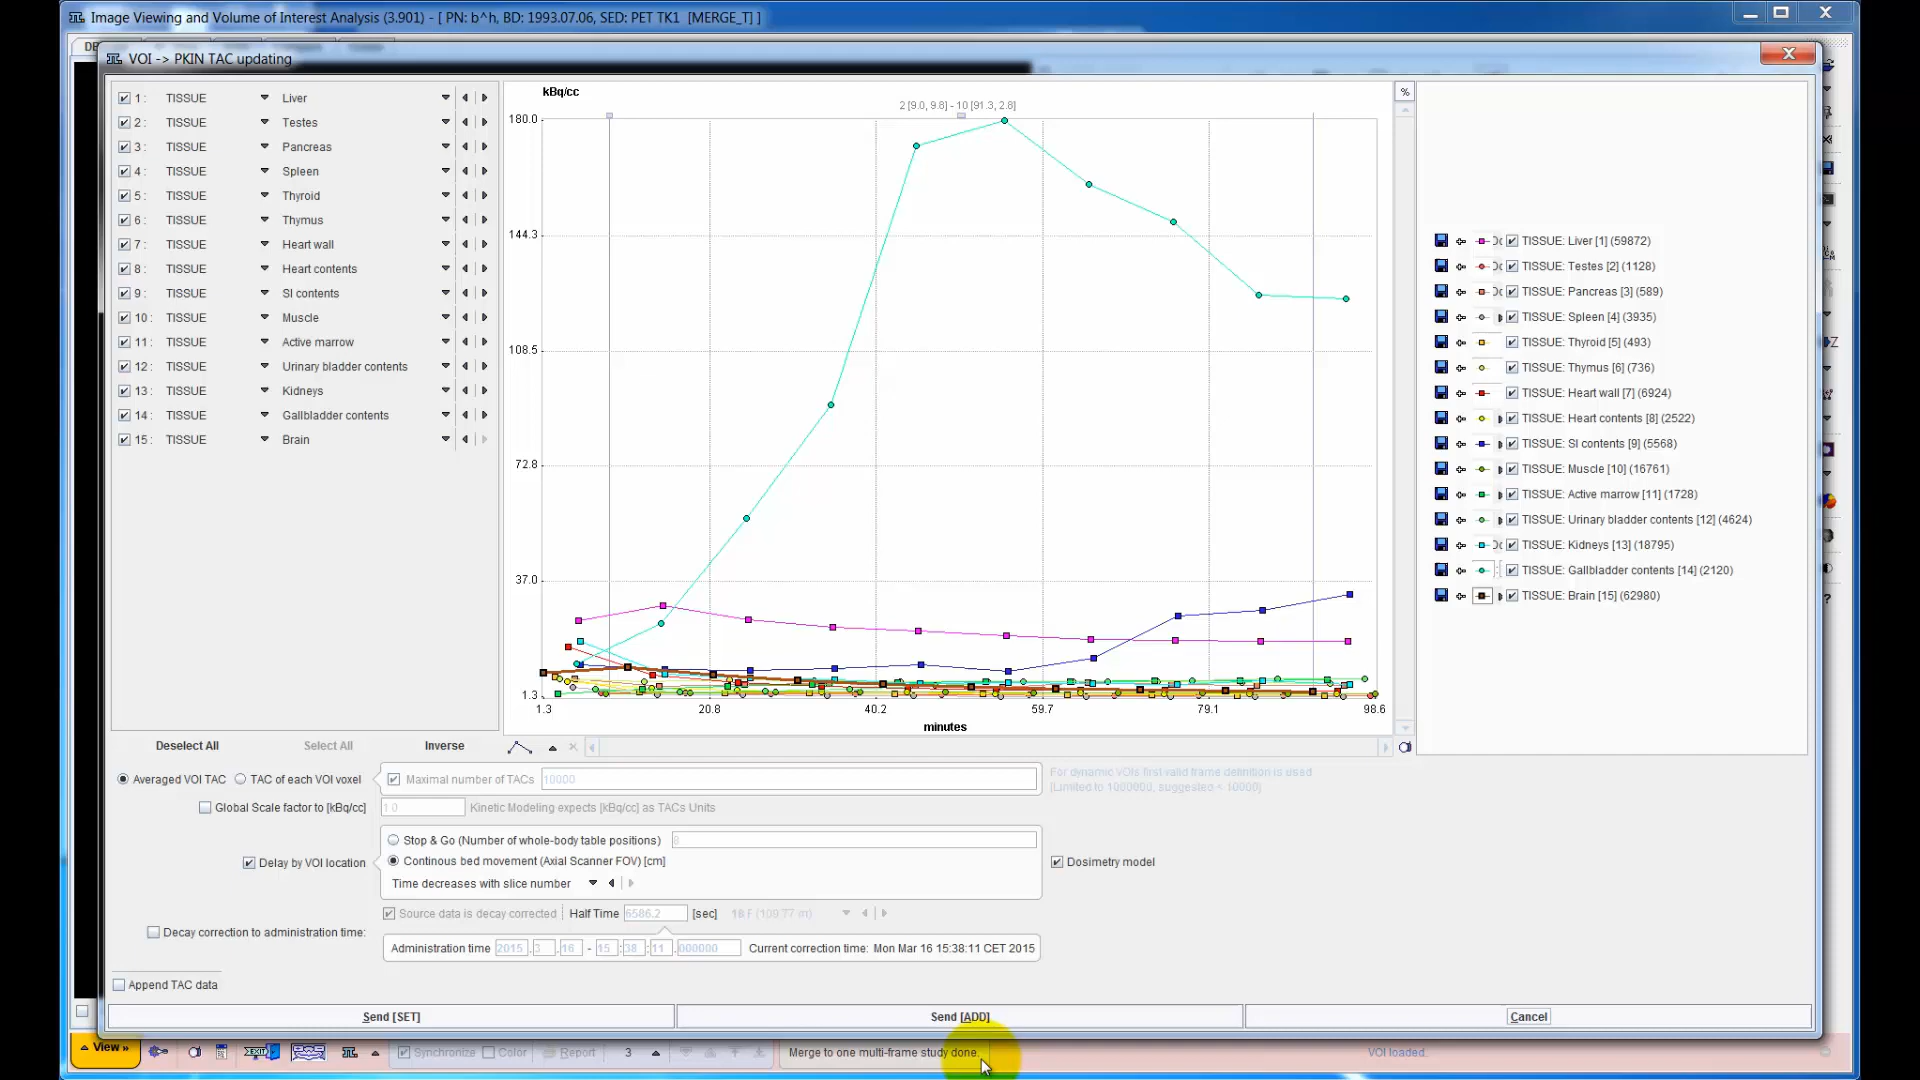 Image Viewing and Volume of Interest Analysis (3.901) - [ PN: b^h, BD: 1993.07.06, SED: PET TK1 [MERGE_T] ]
VOI -> PKIN TAC updating
1 : TISSUE Liver
2 : TISSUE Testes
3 : TISSUE Pancreas
4 : TISSUE Spleen
5 : TISSUE Thyroid
6 : TISSUE Thymus
7 : TISSUE Heart wall
8 : TISSUE Heart contents
9 : TISSUE SI contents
10 : TISSUE Muscle
11 : TISSUE Active marrow
12 : TISSUE Urinary bladder contents
13 : TISSUE Kidneys
14 : TISSUE Gallbladder contents
15 : TISSUE Brain
kBq/cc
2 [9.0, 9.8] - 10 [91.3, 2.8]
%
180.0
144.3
108.5
72.8
37.0
1.3
1.3 20.8 40.2 59.7 79.1 98.6
minutes
TISSUE: Liver [1] (59872)
TISSUE: Testes [2] (1128)
TISSUE: Pancreas [3] (589)
TISSUE: Spleen [4] (3935)
TISSUE: Thyroid [5] (493)
TISSUE: Thymus [6] (736)
TISSUE: Heart wall [7] (6924)
TISSUE: Heart contents [8] (2522)
TISSUE: SI contents [9] (5568)
TISSUE: Muscle [10] (16761)
TISSUE: Active marrow [11] (1728)
TISSUE: Urinary bladder contents [12] (4624)
TISSUE: Kidneys [13] (18795)
TISSUE: Gallbladder contents [14] (2120)
TISSUE: Brain [15] (62980)
Deselect All Select All Inverse
Averaged VOI TAC TAC of each VOI voxel Maximal number of TACs 10000
For dynamic VOIs first valid frame definition is used
[Limited to 1000000, suggested < 10000]
Global Scale factor to [kBq/cc] 1.0 Kinetic Modeling expects [kBq/cc] as TACs Units
Stop & Go (Number of whole-body table positions)
Delay by VOI location Continous bed movement (Axial Scanner FOV) [cm] Dosimetry model
Time decreases with slice number
Source data is decay corrected Half Time 6586.2 [sec] 18 F (109.77 m)
Decay correction to administration time:
Administration time 2015 . 3 . 16 - 15 : 38 : 11 . 000000 Current correction time: Mon Mar 16 15:38:11 CET 2015
Append TAC data
Send [SET] Send [ADD] Cancel
View » EXIT Synchronize Color Report 3 Merge to one multi-frame study done. VOI loaded.